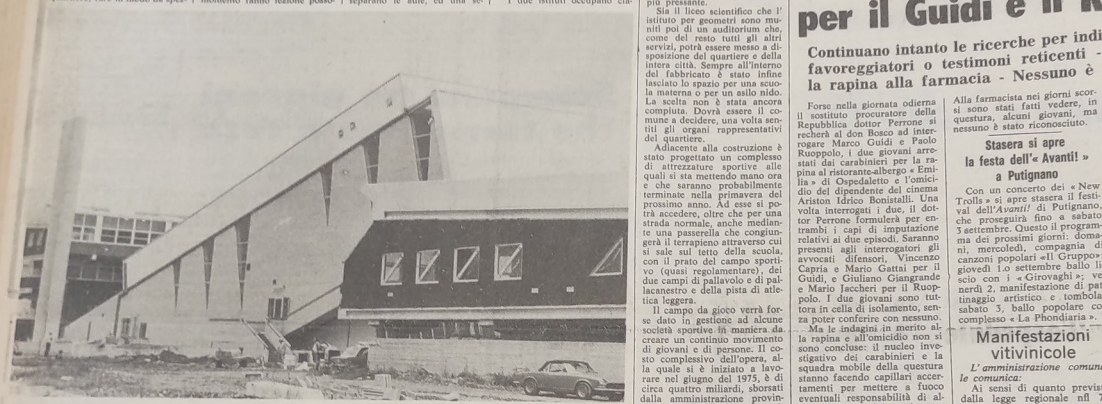 più pressante.
Sia il liceo scientifico che l'
istituto per geometri sono mu-
niti poi di un auditorium che,
come del resto tutti gli altri
servizi, potrà essere messo a di-
sposizione del quartiere e della
intera città. Sempre all'interno
del fabbricato è stato infine
lasciato lo spazio per una scuo-
la materna o per un asilo nido.
La scelta non è stata ancora
compiuta. Dovrà essere il co-
mune a decidere, una volta sen-
titi gli organi rappresentativi
del quartiere.
Adiacente alla costruzione è
stato progettato un complesso
di attrezzature sportive alle
quali si sta mettendo mano ora
e che saranno probabilmente
terminate nella primavera del
prossimo anno. Ad esse si po-
trà accedere, oltre che per una
strada normale, anche median-
te una passerella che congiun-
gerà il terrapieno attraverso cui
si sale sul tetto della scuola,
con il prato del campo sporti-
vo (quasi regolamentare), dei
due campi di pallavolo e di pal-
lacanestro e della pista di atle-
tica leggera.
Il campo da gioco verrà for-
se dato in gestione ad alcune
società sportive in maniera da
creare un continuo movimento
di giovani e di persone. Il co-
sto complessivo dell'opera, al-
la quale si è iniziato a lavo-
rare nel giugno del 1975, è di
circa quattro miliardi, sborsati
dalla amministrazione provin-
per il Guidi e il
Continuano intanto le ricerche per indi
favoreggiatori o testimoni reticenti -
la rapina alla farmacia - Nessuno è
Forse nella giornata odierna
il sostituto procuratore della
Repubblica dottor Perrone si
recherà al don Bosco ad inter-
rogare Marco Guidi e Paolo
Ruoppolo, i due giovani arre-
stati dai carabinieri per la ra-
pina al ristorante-albergo « Emi-
lia » di Ospedaletto e l'omici-
dio del dipendente del cinema
Ariston Idrico Bonistalli. Una
volta interrogati i due, il dot-
tor Perrone formulerà per en-
trambi i capi di imputazione
relativi ai due episodi. Saranno
presenti agli interrogatori gli
avvocati difensori, Vincenzo
Capria e Mario Gattai per il
Guidi, e Giuliano Giangrande
e Mario Jaccheri per il Ruop-
polo. I due giovani sono tut-
tora in cella di isolamento, sen-
za poter conferire con nessuno.
Ma le indagini in merito al-
la rapina e all'omicidio non si
sono concluse: il nucleo inve-
stigativo dei carabinieri e la
squadra mobile della questura
stanno facendo capillari accer-
tamenti per mettere a fuoco
eventuali responsabilità di al-
Alla farmacista nei giorni scor-
si sono stati fatti vedere, in
questura, alcuni giovani, ma
nessuno è stato riconosciuto.
Stasera si apre
la festa dell'« Avanti! »
a Putignano
Con un concerto dei « New
Trolls » si apre stasera il festi-
val dell'Avanti! di Putignano,
che proseguirà fino a sabato
3 settembre. Questo il program-
ma dei prossimi giorni: doma-
ni, mercoledì, compagnia di
canzoni popolari «Il Gruppo»;
giovedì 1.o settembre ballo li
scio con i « Girovaghi »; ve
nerdì 2, manifestazione di pat
tinaggio artistico e tombola
sabato 3, ballo popolare co
complesso « La Phondiaria ».
Manifestazioni
vitivinicole
L'amministrazione comuna
le comunica:
Ai sensi di quanto previs
dalla legge regionale nfl 7